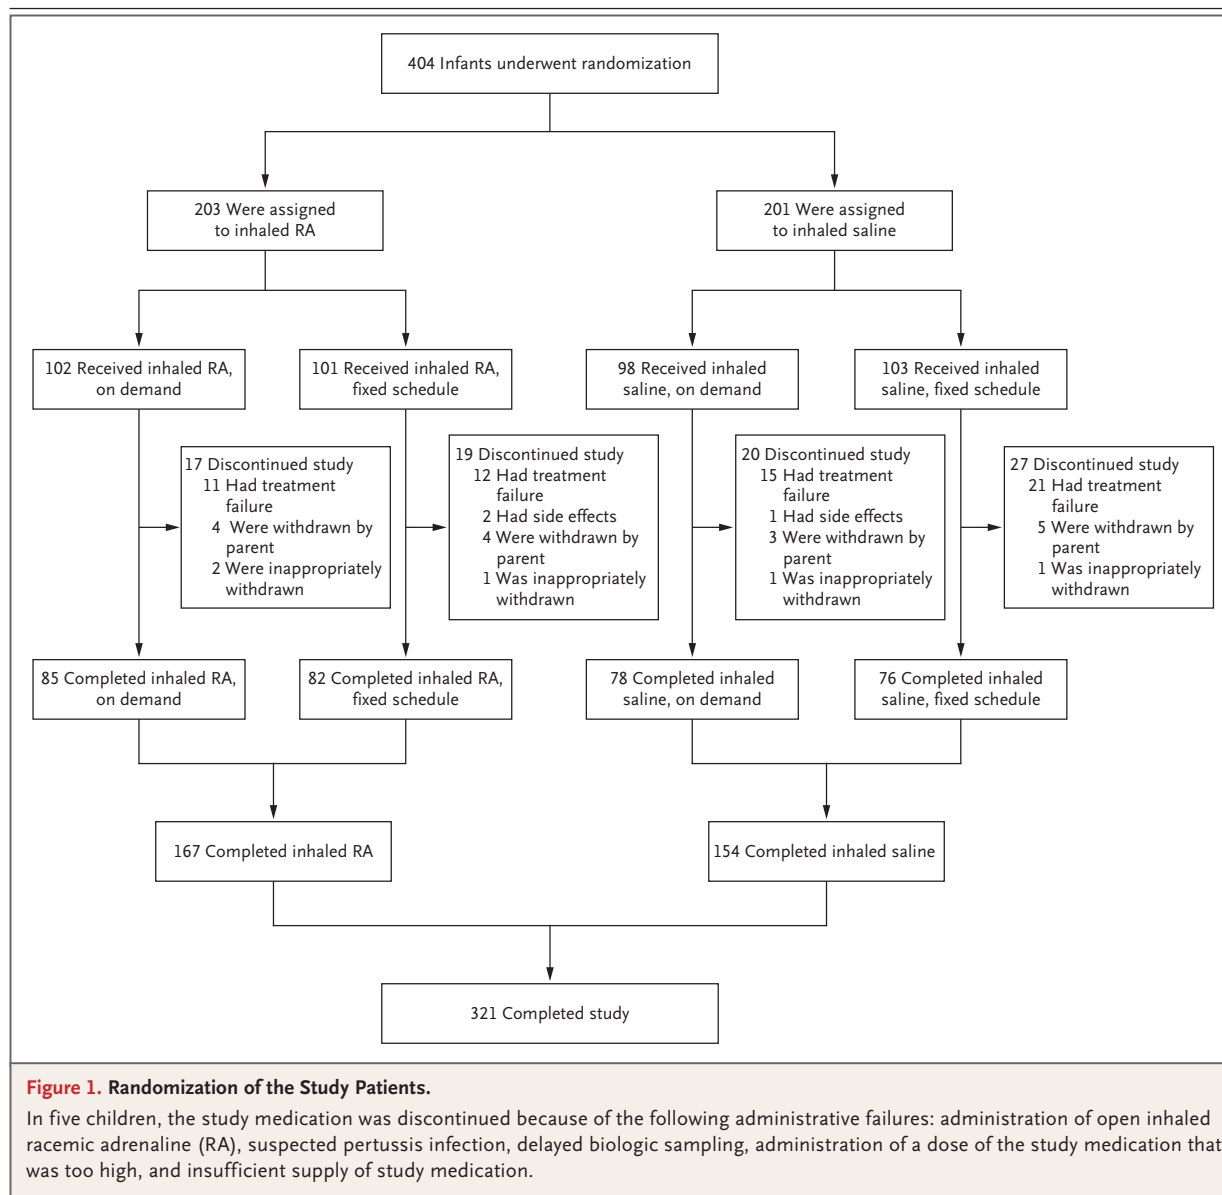 404 Infants underwent randomization
203 Were assigned
to inhaled RA
201 Were assigned
to inhaled saline
102 Received inhaled RA,
on demand
101 Received inhaled RA,
fixed schedule
98 Received inhaled
saline, on demand
103 Received inhaled
saline, fixed schedule
17 Discontinued study
11 Had treatment
failure
4 Were withdrawn by
parent
2 Were inappropriately
withdrawn
19 Discontinued study
12 Had treatment
failure
2 Had side effects
4 Were withdrawn by
parent
1 Was inappropriately
withdrawn
20 Discontinued study
15 Had treatment
failure
1 Had side effects
3 Were withdrawn by
parent
1 Was inappropriately
withdrawn
27 Discontinued study
21 Had treatment
failure
5 Were withdrawn by
parent
1 Was inappropriately
withdrawn
85 Completed inhaled RA,
on demand
82 Completed inhaled RA,
fixed schedule
78 Completed inhaled
saline, on demand
76 Completed inhaled
saline, fixed schedule
167 Completed inhaled RA
154 Completed inhaled saline
321 Completed study
Figure 1. Randomization of the Study Patients.
In five children, the study medication was discontinued because of the following administrative failures: administration of open inhaled
racemic adrenaline (RA), suspected pertussis infection, delayed biologic sampling, administration of a dose of the study medication that
was too high, and insufficient supply of study medication.